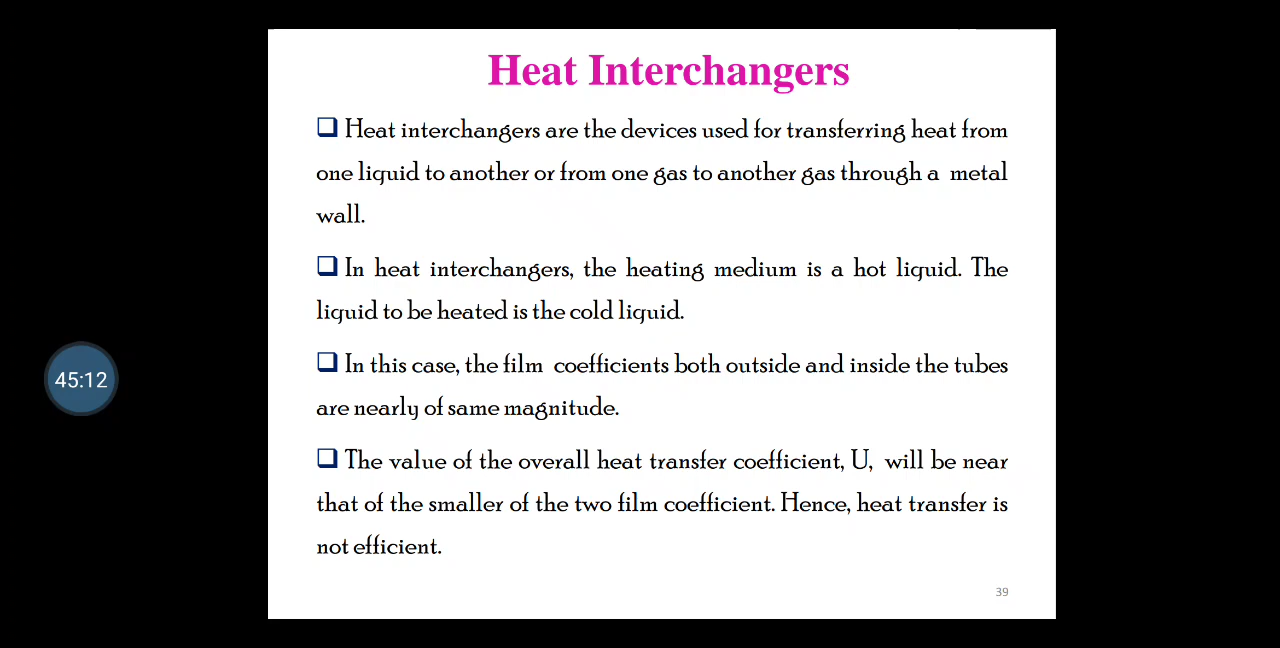 Heat Interchangers
Heat interchangers are the devices used for transferring heat from
one liquid to another or from one gas to another gas through a metal
wall.
In heat interchangers, the heating medium is a hot liquid. The
liquid to be heated is the cold liquid.
45:12
In this case, the film coefficients both outside and inside the tubes
are nearly of same magnitude.
The value of the overall heat transfer coefficient, U, will be near
that of the smaller of the two film coefficient. Hence, heat transfer is
not efficient.
39